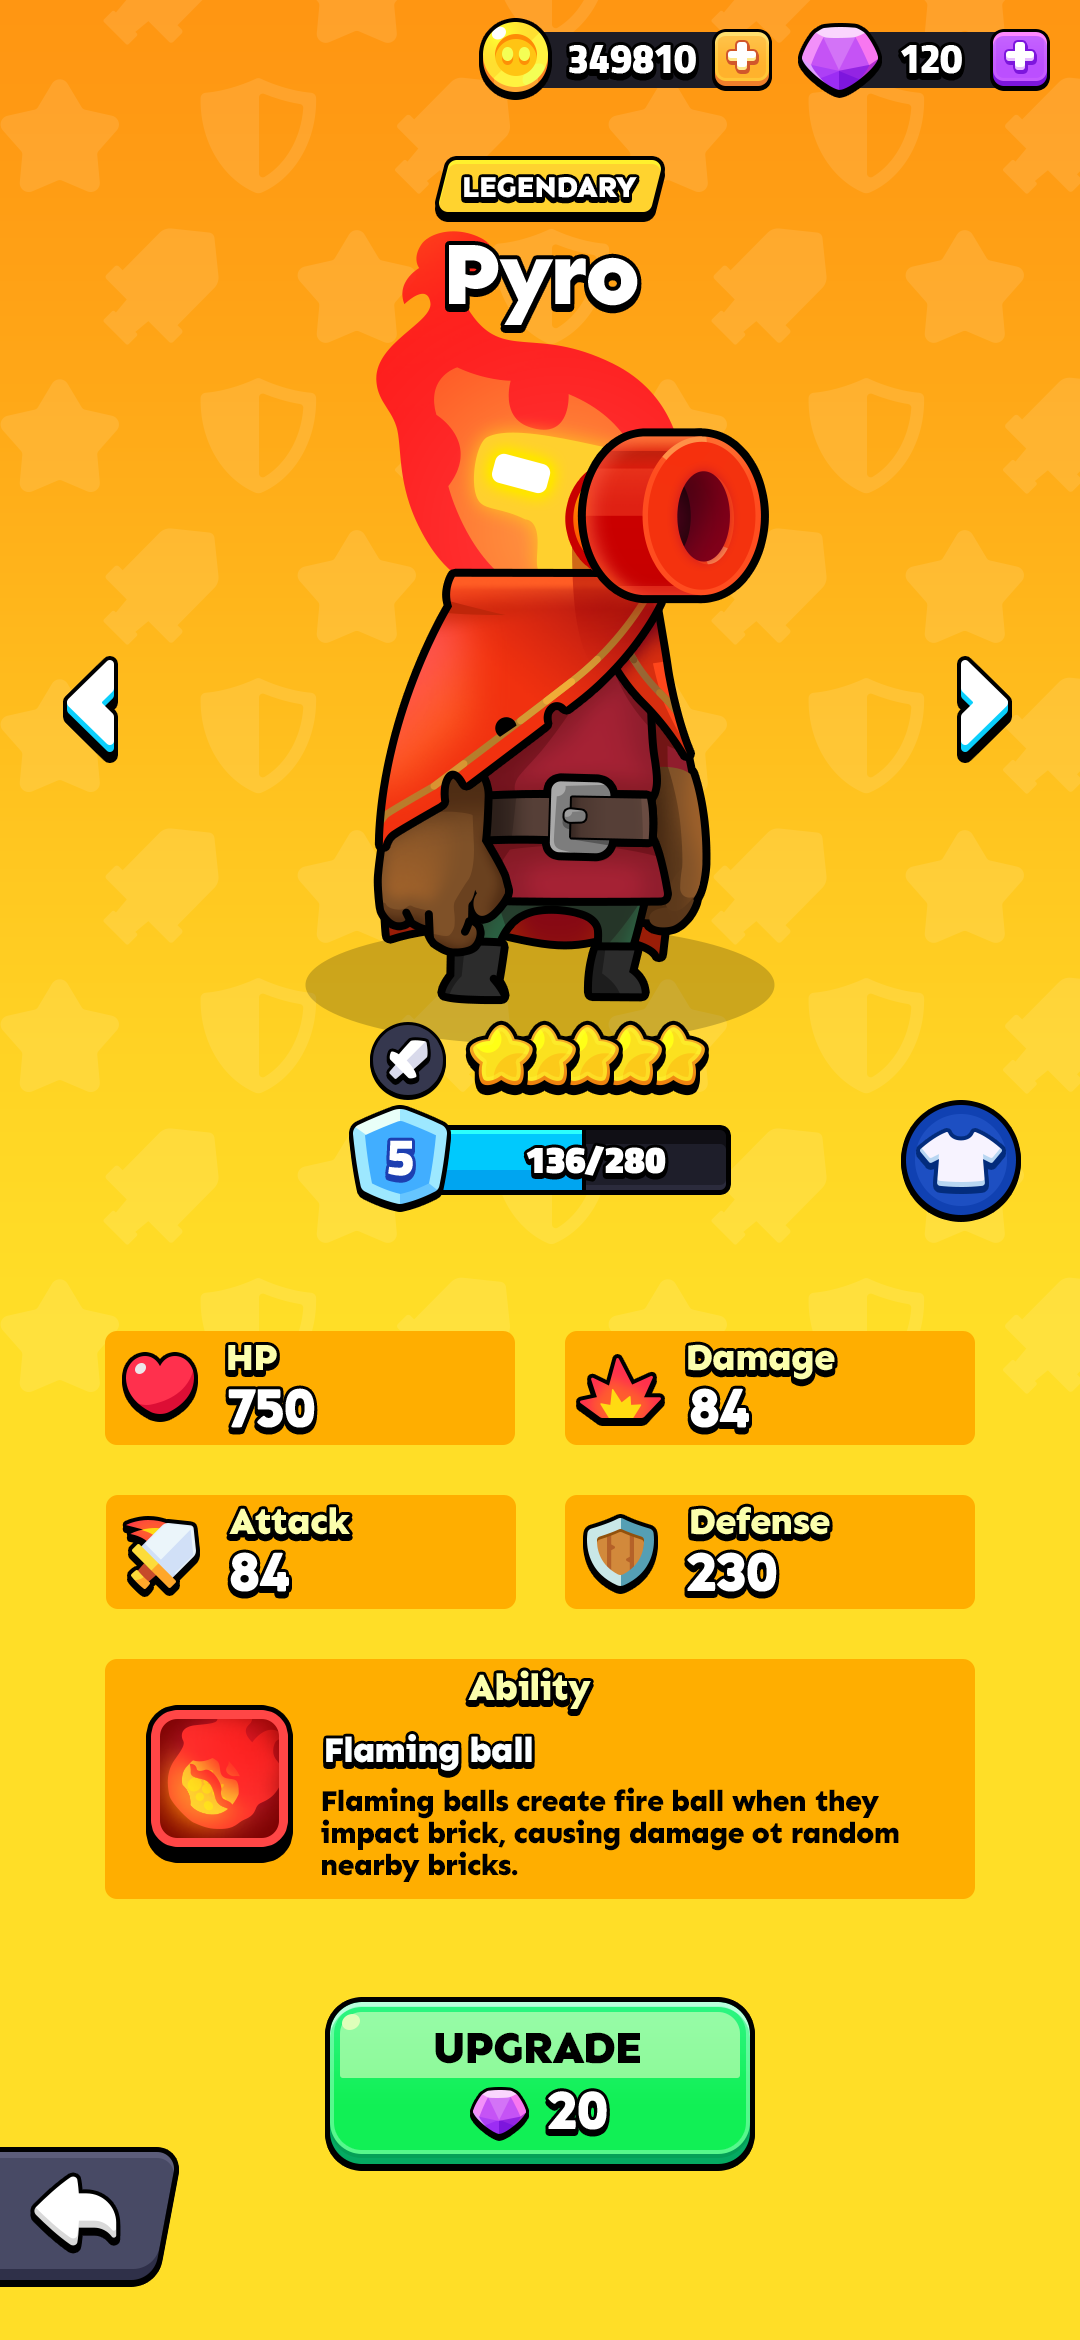 349810
120
LEGENDARY
Pyro
5
136/280
HP
750
Damage
84
Attack
84
Defense
230
Ability
Flaming ball
Flaming balls create fire ball when they
impact brick, causing damage ot random
nearby bricks.
UPGRADE
20